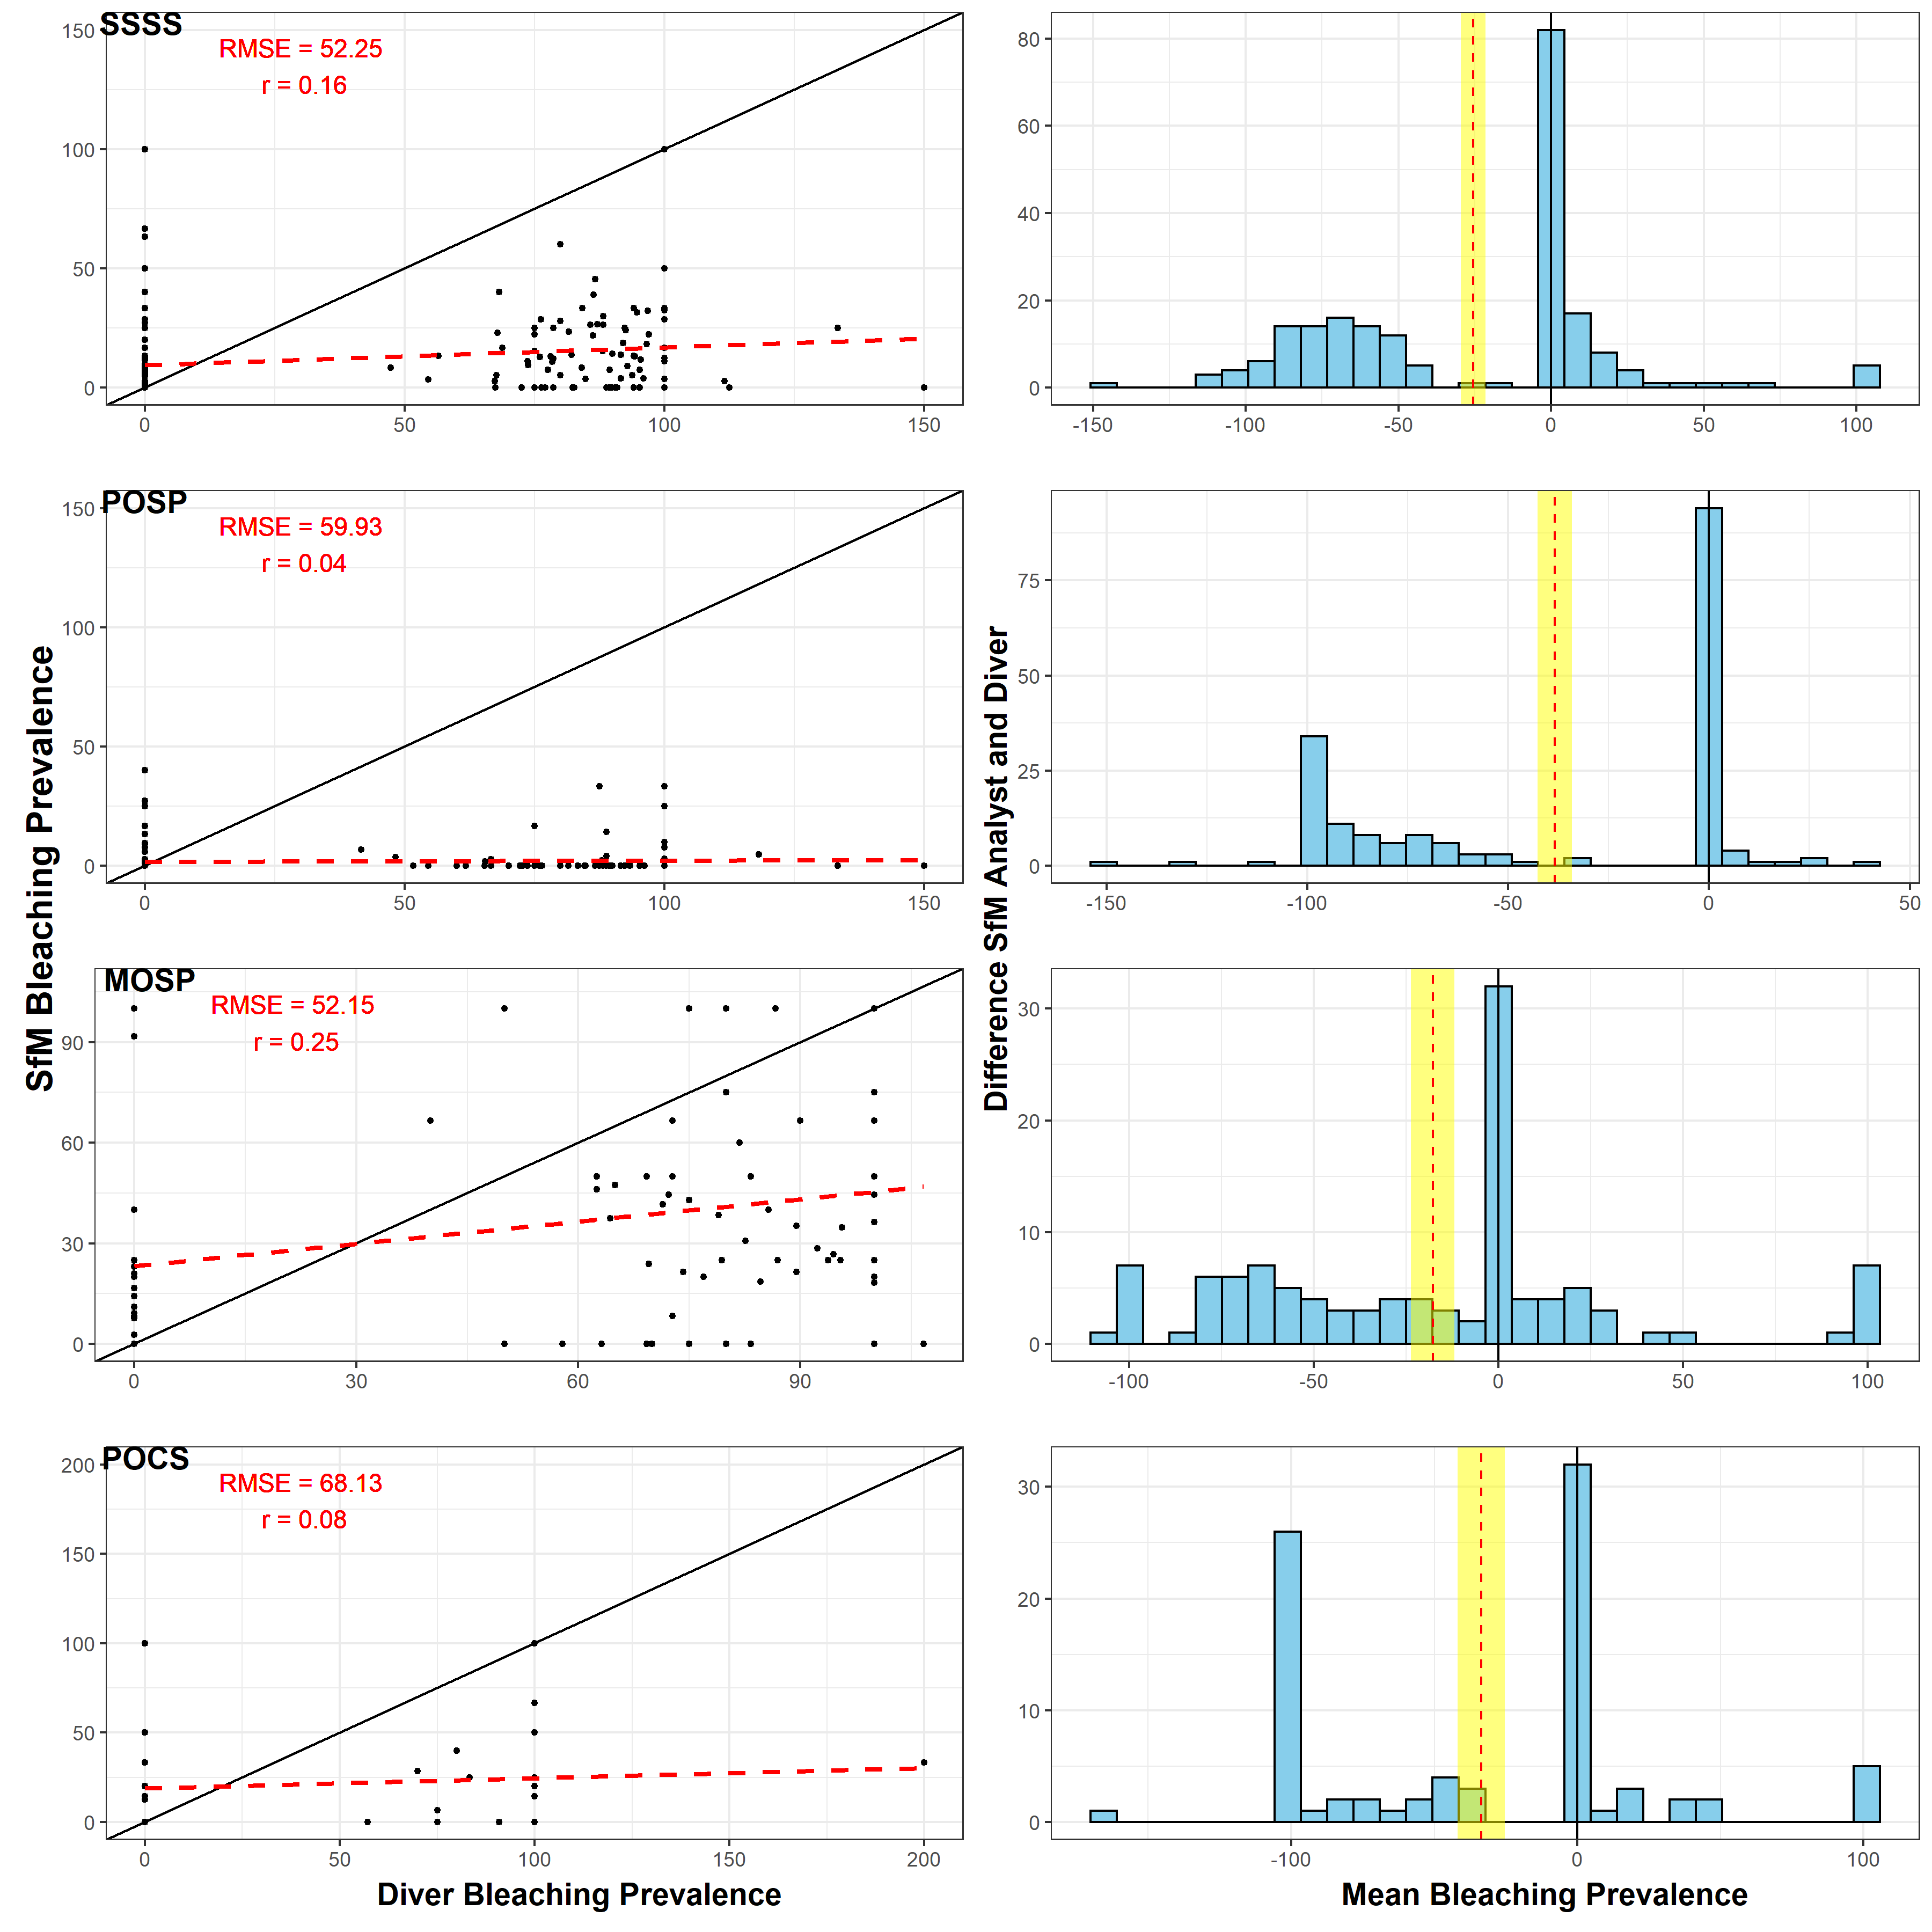 SSSS
RMSE = 52.25
r = 0.16
150
100
50
0
0 50 100 150
80
60
40
20
0
-150 -100 -50 0 50 100
POSP
RMSE = 59.93
r = 0.04
150
100
50
0
0 50 100 150
75
50
25
0
-150 -100 -50 0 50
SfM Bleaching Prevalence
Difference SfM Analyst and Diver
MOSP
RMSE = 52.15
r = 0.25
90
60
30
0
0 30 60 90
30
20
10
0
-100 -50 0 50 100
POCS
RMSE = 68.13
r = 0.08
200
150
100
50
0
0 50 100 150 200
30
20
10
0
-100 0 100
Diver Bleaching Prevalence
Mean Bleaching Prevalence